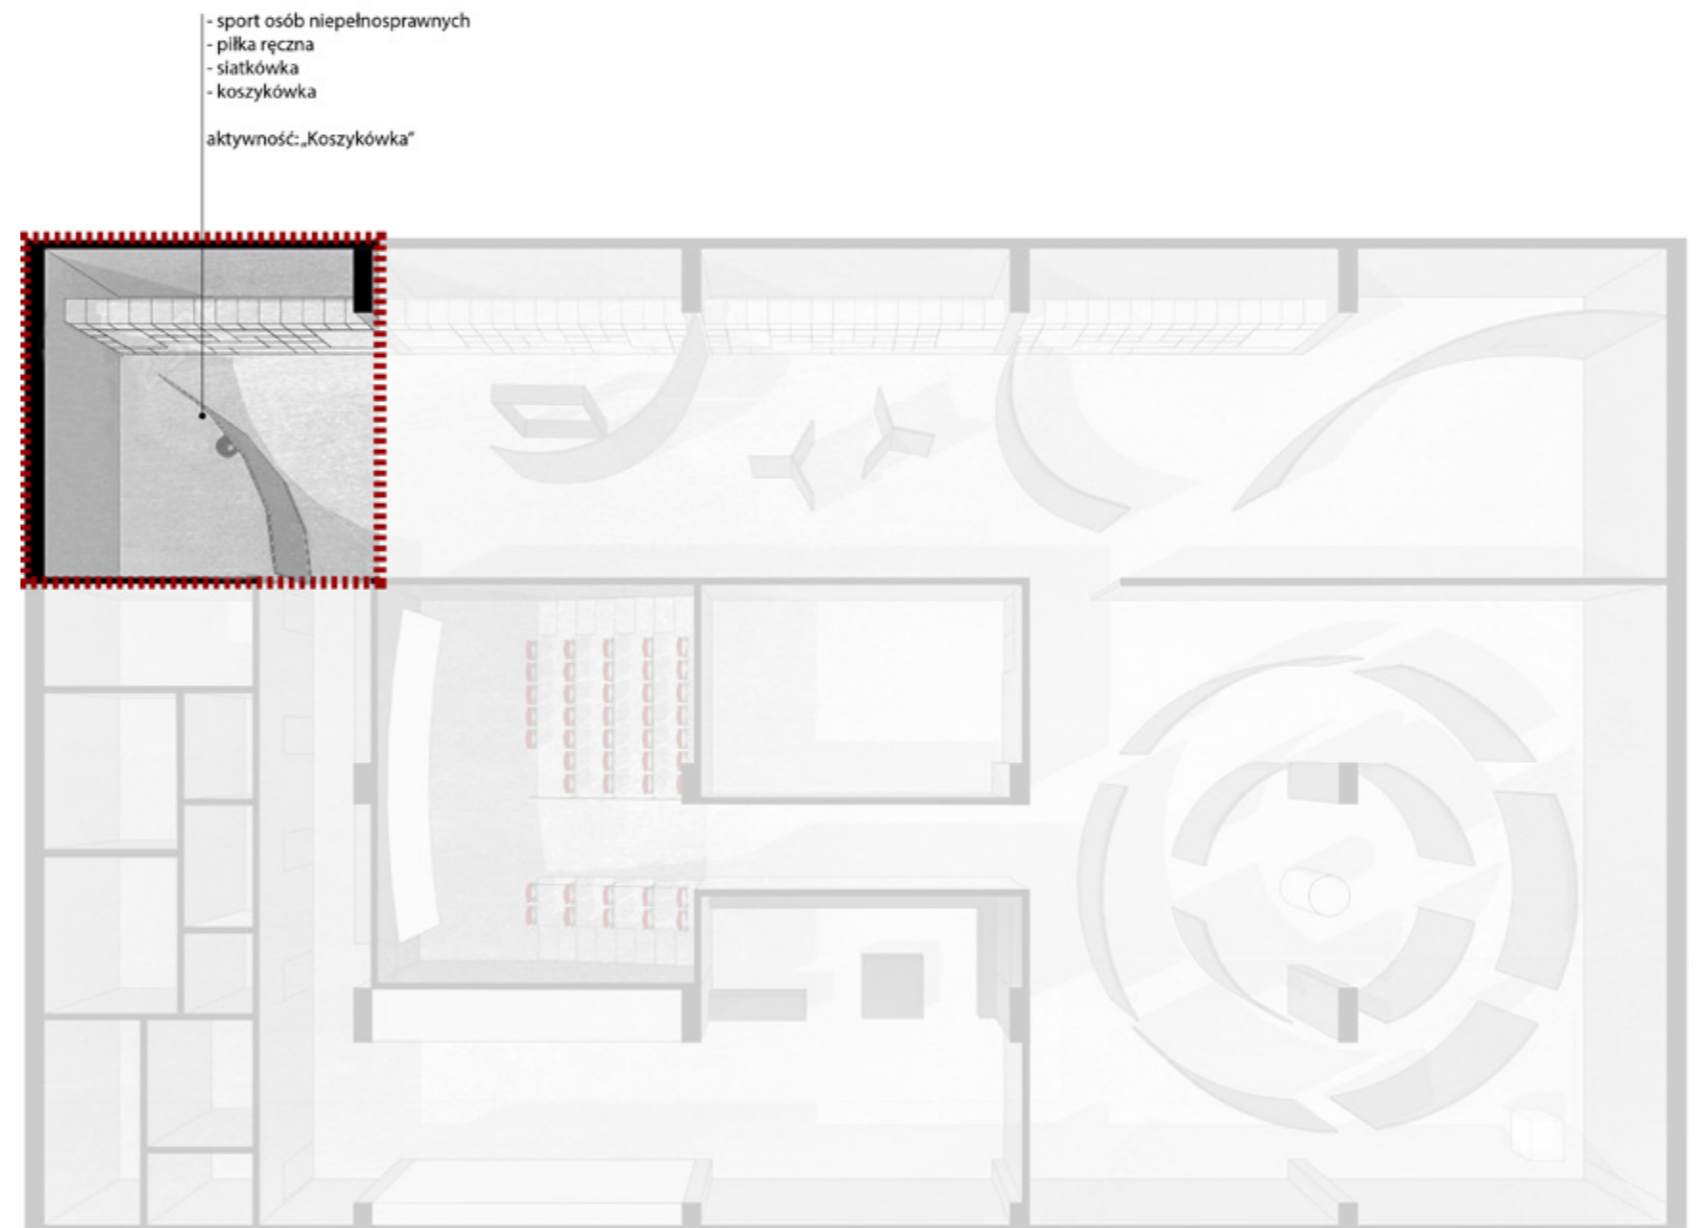 - sport osób niepełnosprawnych
- piłka ręczna
- siatkówka
- koszykówka
aktywność: „Koszykówka”